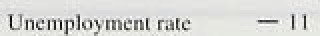 Unemployment rate — 11